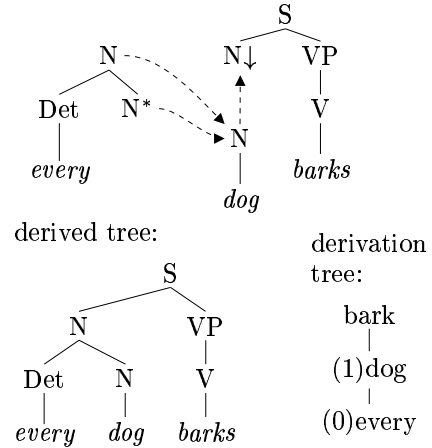 S
N N↓ VP
Det N* V
N
every barks
dog
derived tree:
derivation
tree:
S
bark
N VP
(1)dog
Det N V
(0)every
every dog barks